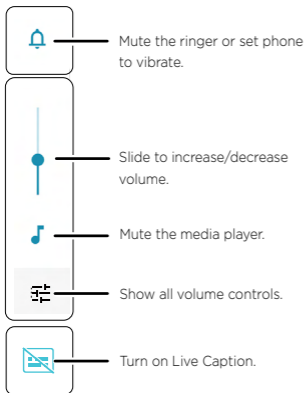 Mute the ringer or set phone
to vibrate.
Slide to increase/decrease
volume.
Mute the media player.
Show all volume controls.
Turn on Live Caption.